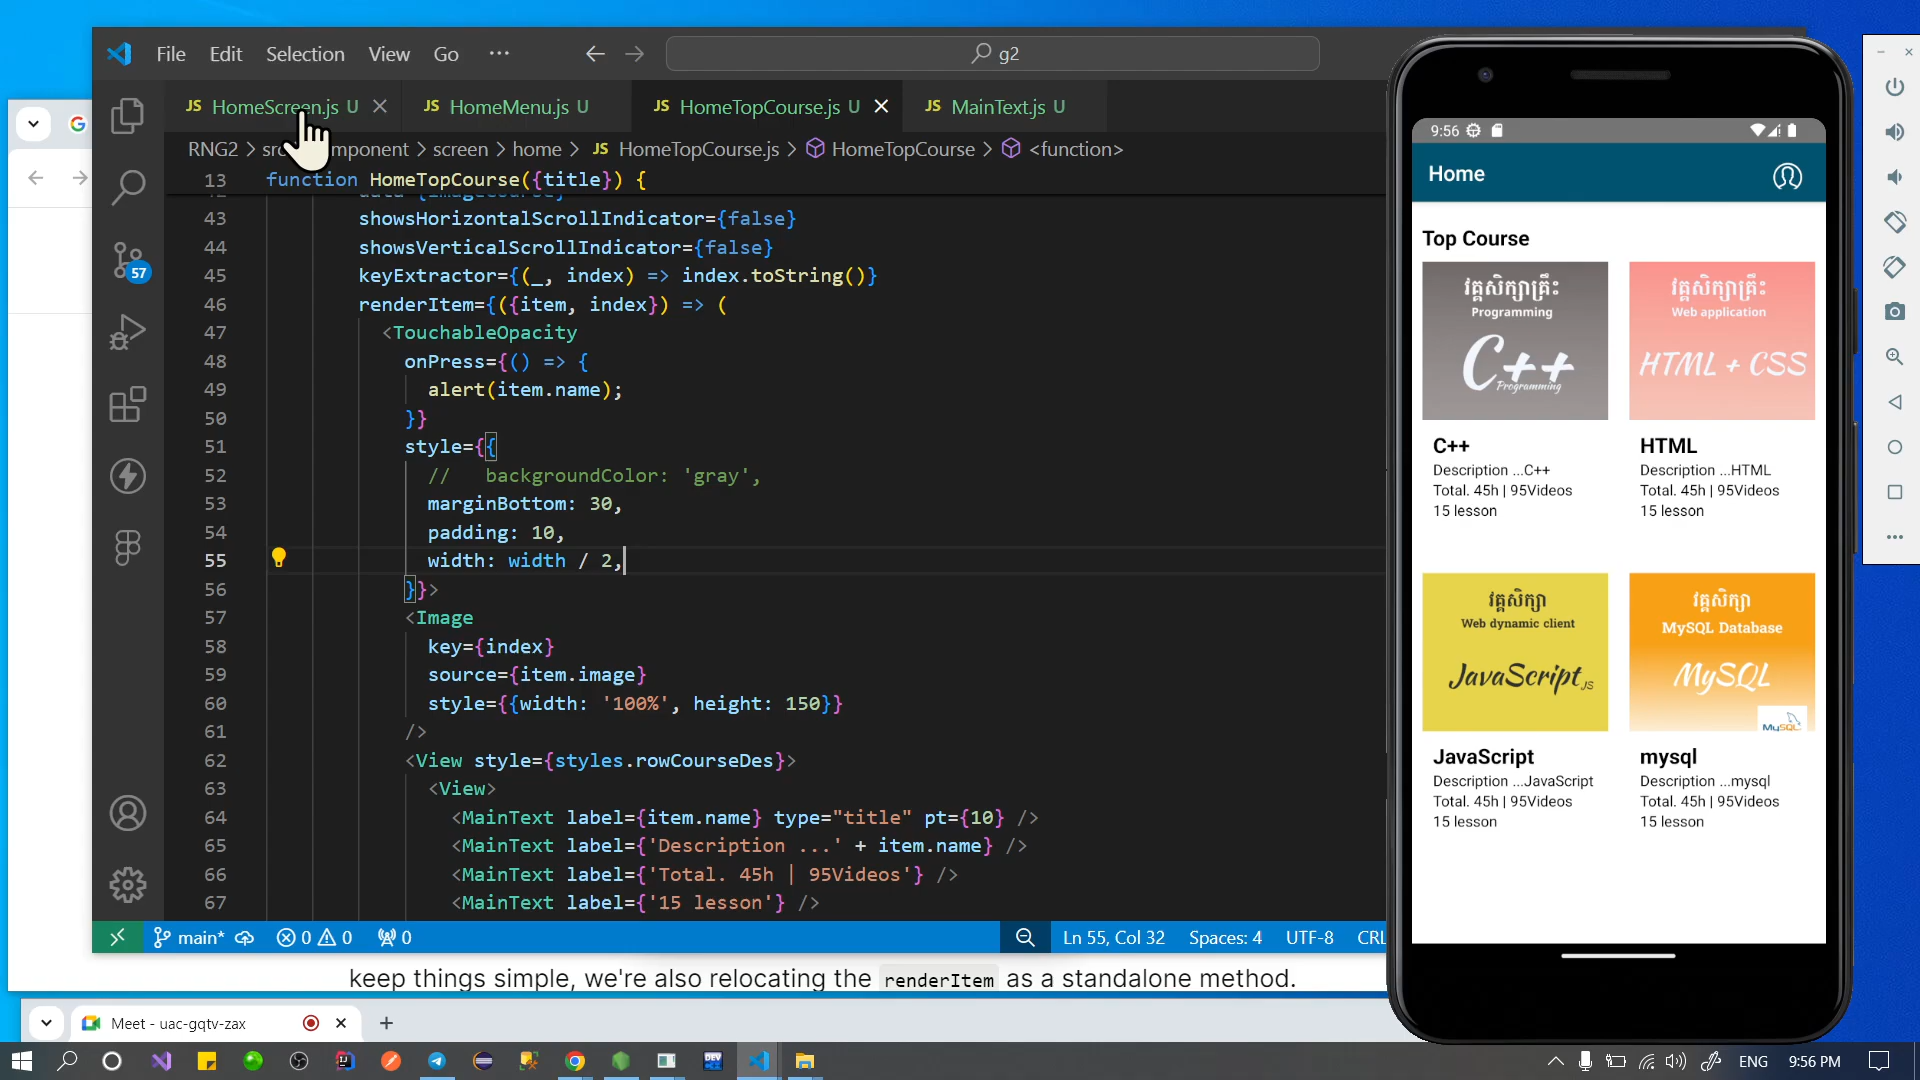 File Edit Selection View Go ··· g2
JS HomeScreen.js U JS HomeMenu.js U JS HomeTopCourse.js U JS MainText.js U
RNG2 > src > component > screen > home > JS HomeTopCourse.js > HomeTopCourse > <function>
13 function HomeTopCourse({title}) {
43 showsHorizontalScrollIndicator={false}
44 showsVerticalScrollIndicator={false}
45 keyExtractor={(_, index) => index.toString()}
46 renderItem={({item, index}) => (
47 <TouchableOpacity
48 onPress={() => {
49 alert(item.name);
50 }}
51 style={{
52 //   backgroundColor: 'gray',
53 marginBottom: 30,
54 padding: 10,
55 width: width / 2,
56 }}>
57 <Image
58 key={index}
59 source={item.image}
60 style={{width: '100%', height: 150}}
61 />
62 <View style={styles.rowCourseDes}>
63 <View>
64 <MainText label={item.name} type="title" pt={10} />
65 <MainText label={'Description ...' + item.name} />
66 <MainText label={'Total. 45h | 95Videos'} />
67 <MainText label={'15 lesson'} />
57
main* 0 0 0 Ln 55, Col 32 Spaces: 4 UTF-8 CRL
keep things simple, we're also relocating the renderItem as a standalone method.
Meet - uac-gqtv-zax
ENG 9:56 PM
9:56
Home
Top Course
វគ្គសិក្សាគ្រឹះ
Programming
C++
Programming
វគ្គសិក្សាគ្រឹះ
Web application
HTML + CSS
C++
Description ...C++
Total. 45h | 95Videos
15 lesson
HTML
Description ...HTML
Total. 45h | 95Videos
15 lesson
វគ្គសិក្សា
Web dynamic client
JavaScript JS
វគ្គសិក្សា
MySQL Database
MySQL
MySQL
JavaScript
Description ...JavaScript
Total. 45h | 95Videos
15 lesson
mysql
Description ...mysql
Total. 45h | 95Videos
15 lesson